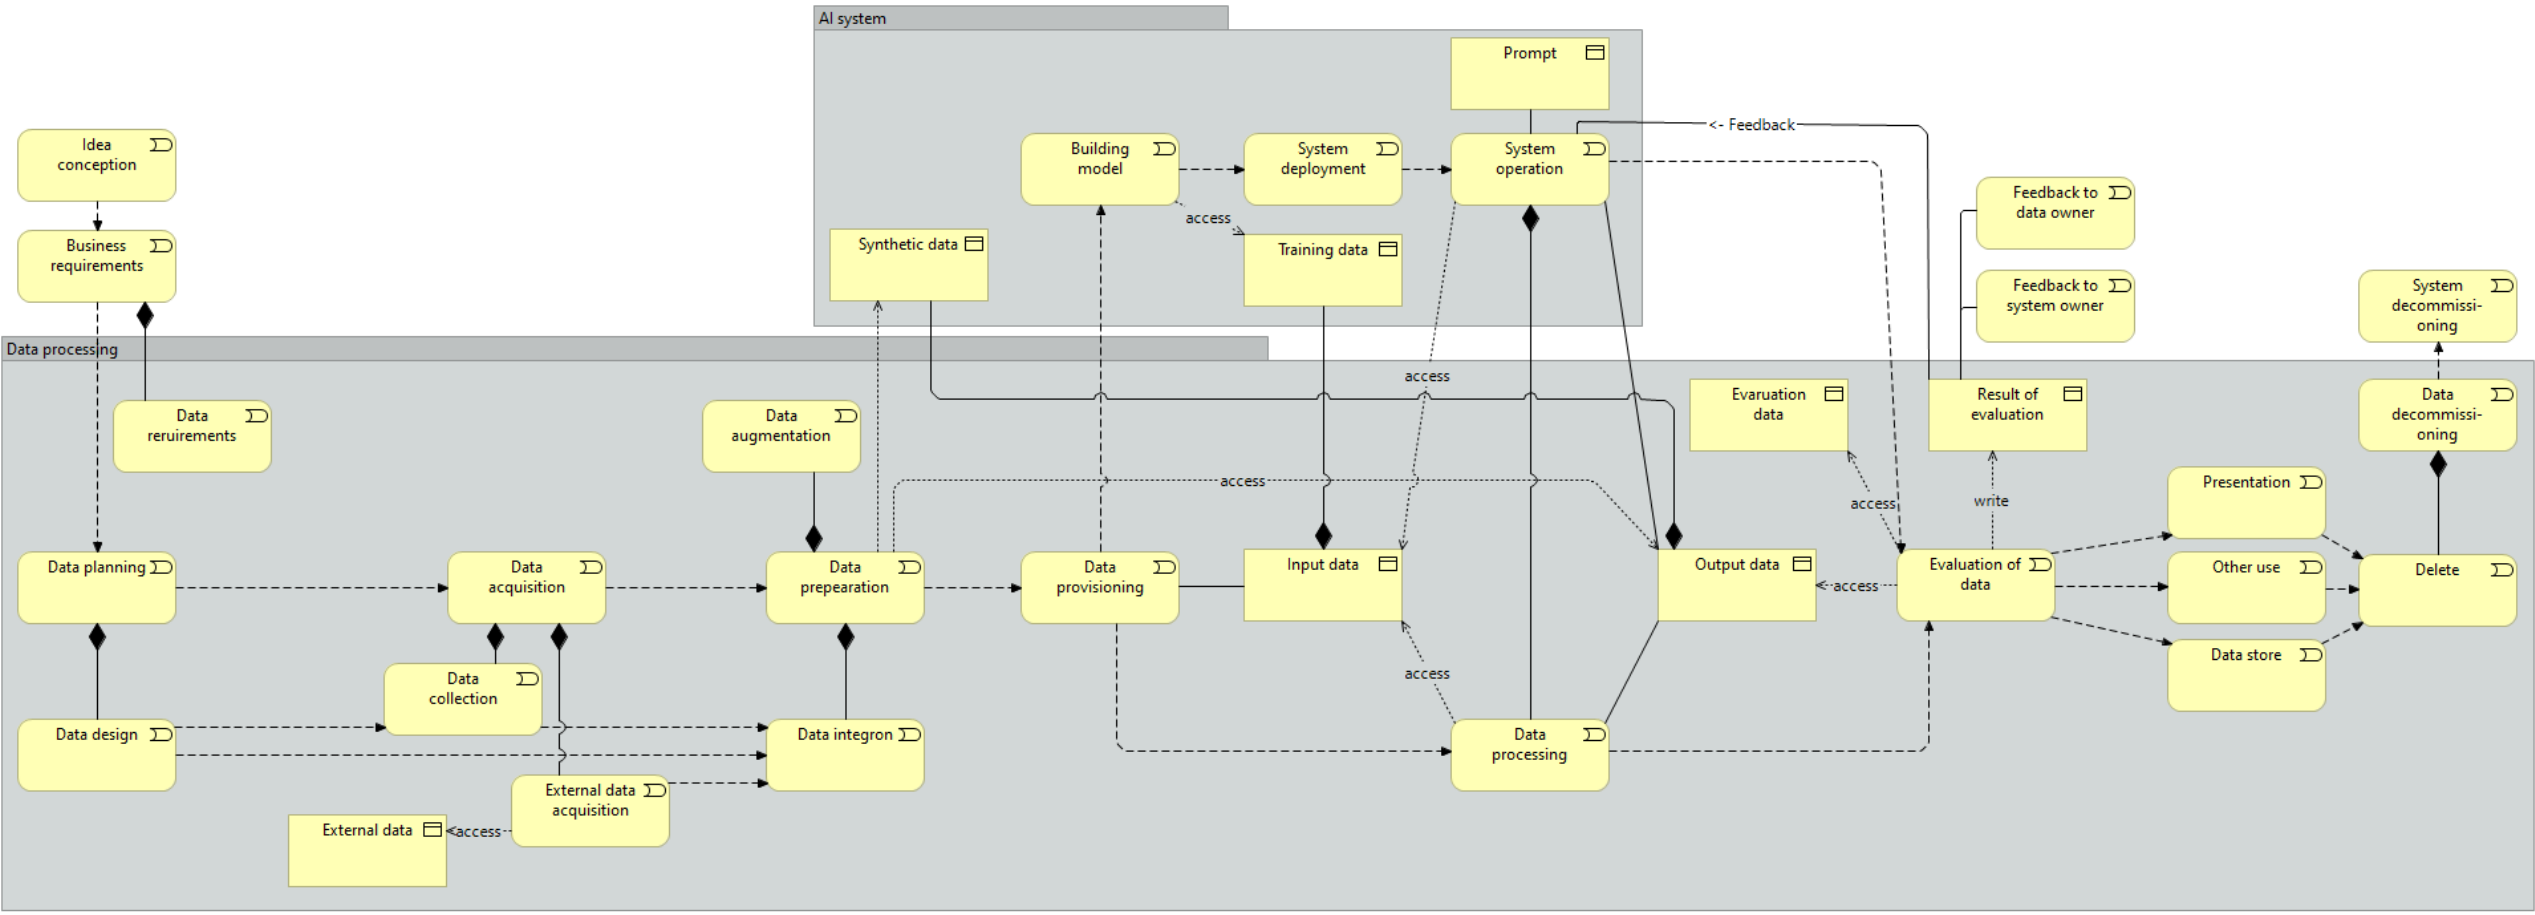 AI system
Prompt
Idea
conception
Building
model
System
deployment
System
operation
<- Feedback
access
Feedback to
data owner
Business
requirements
Synthetic data
Training data
Feedback to
system owner
System
decommissi-
oning
Data processing
access
Data
reruirements
Data
augmentation
Evaruation
data
Result of
evaluation
Data
decommissi-
oning
access
access
write
Presentation
Data planning
Data
acquisition
Data
prepearation
Data
provisioning
Input data
Output data
access
Evaluation of
data
Other use
Delete
Data
collection
access
Data store
Data design
Data integron
Data
processing
External data
acquisition
External data
access